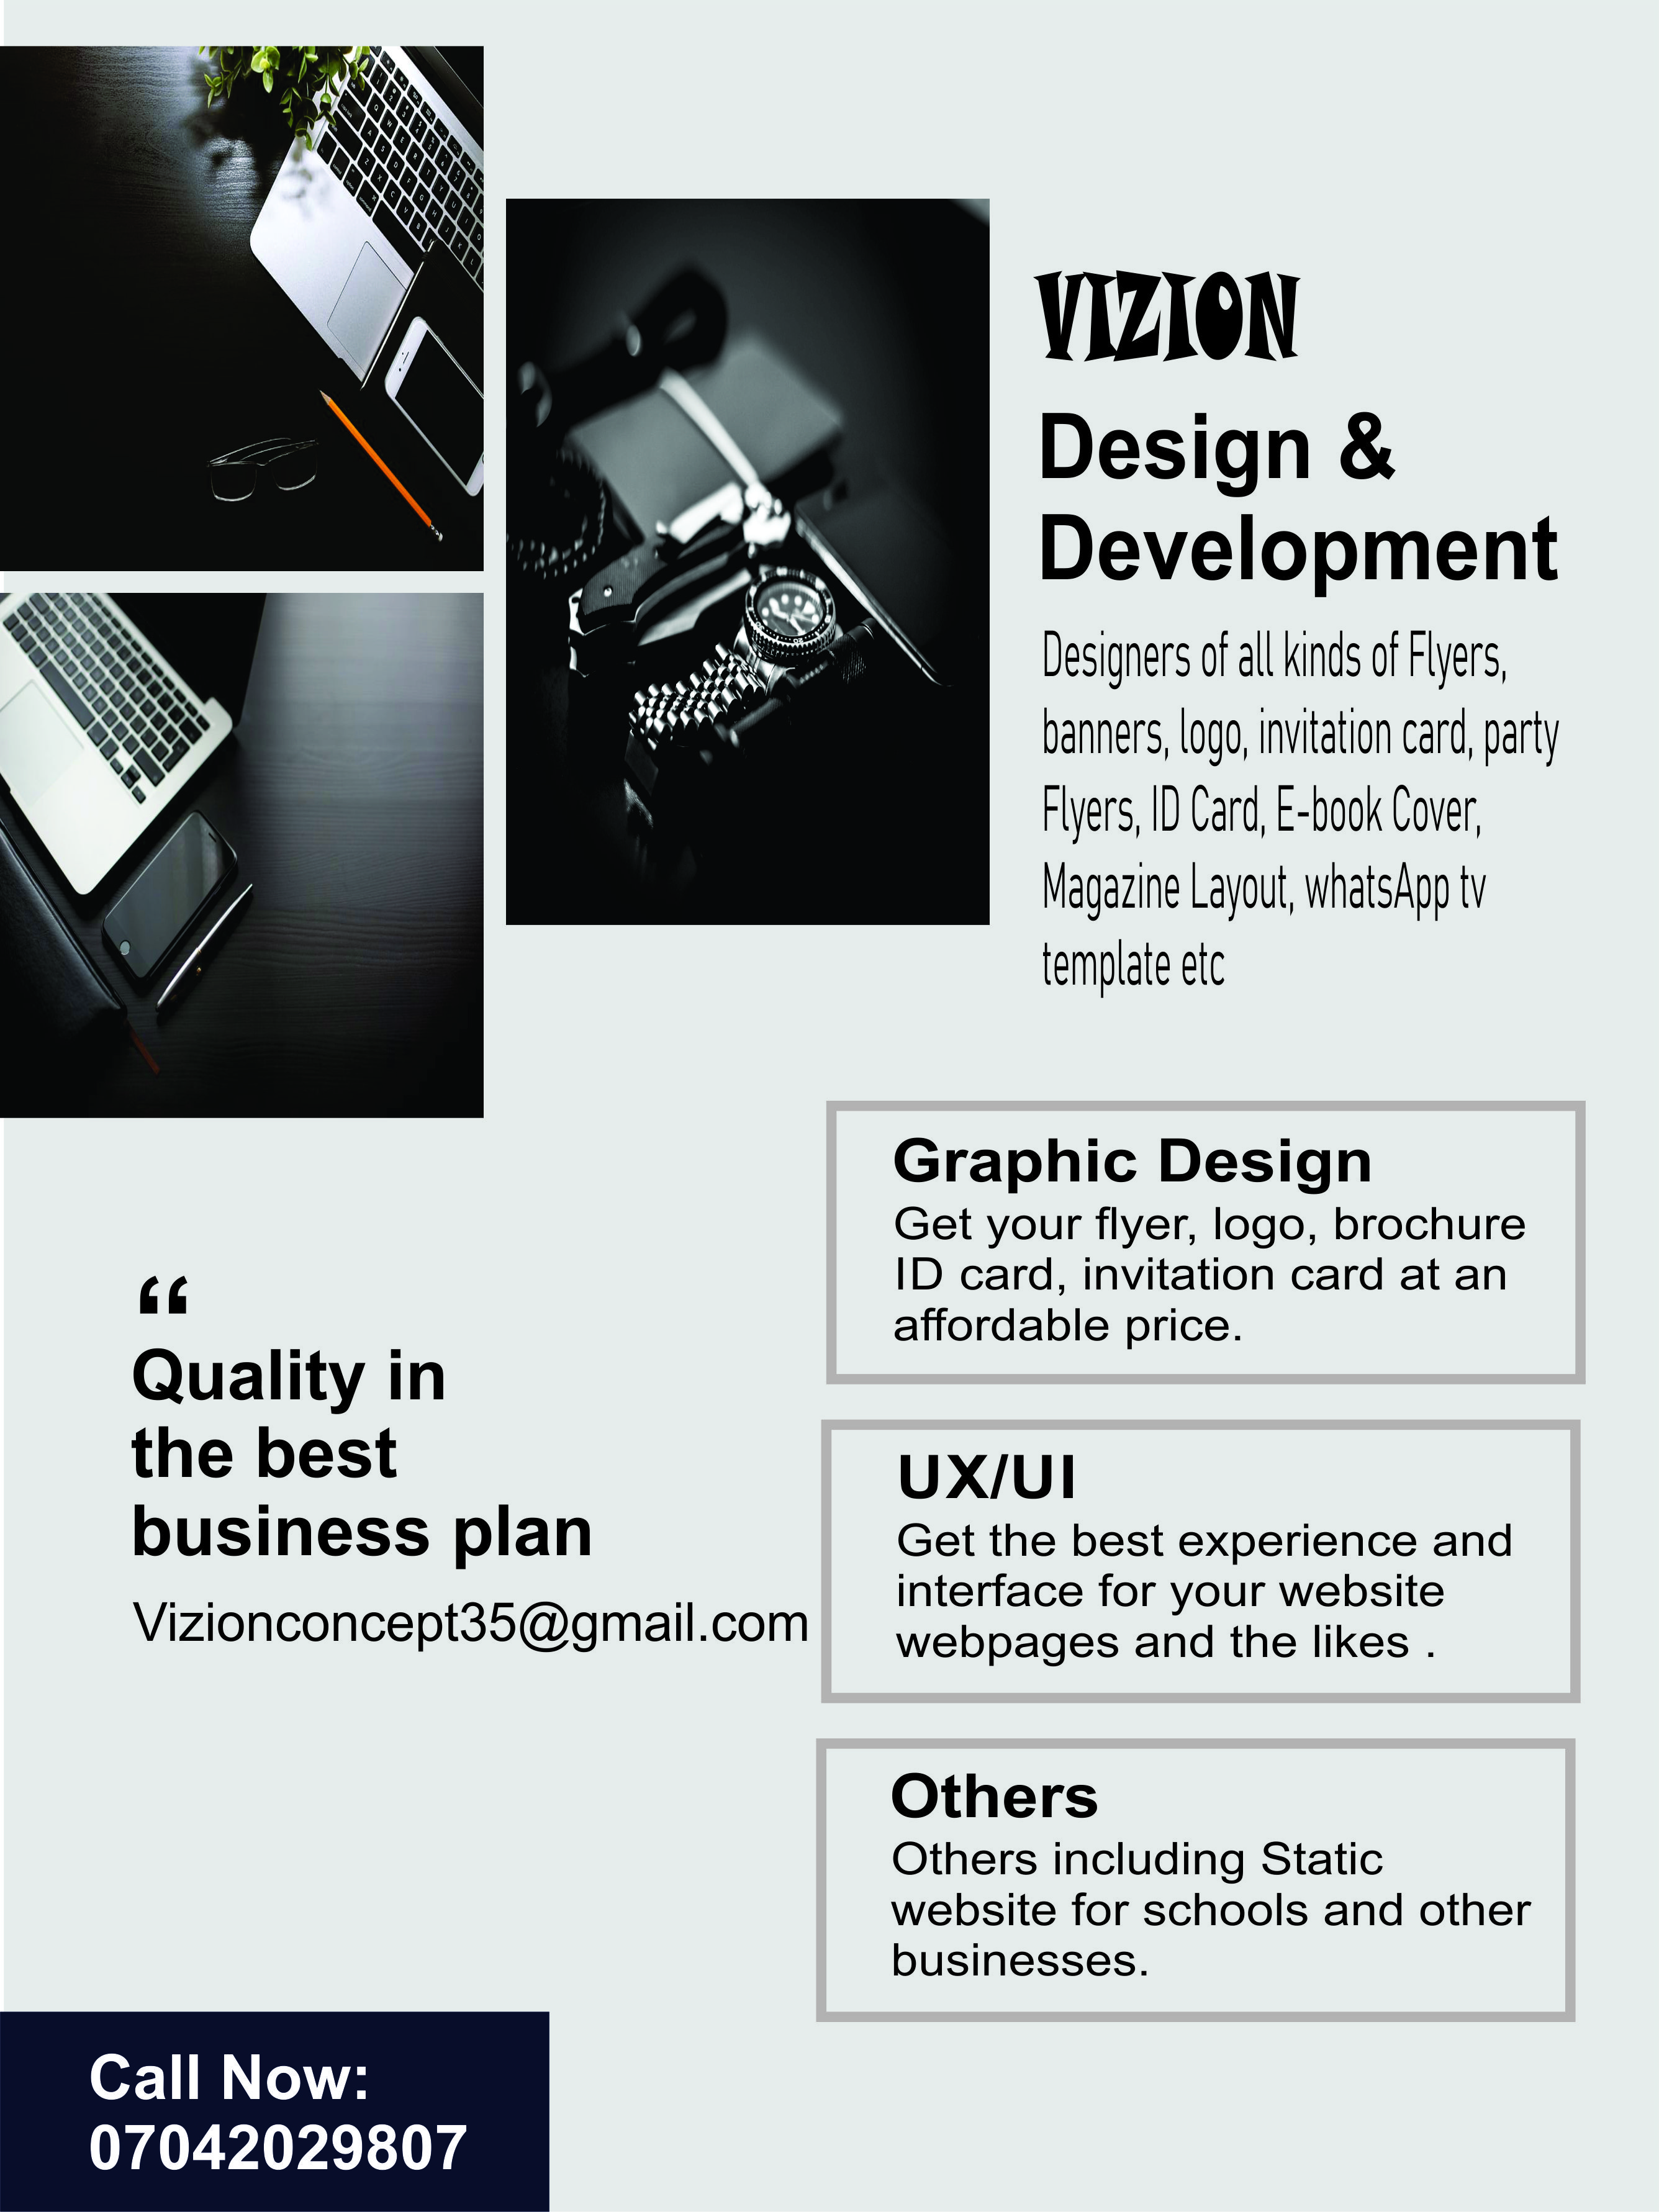 VIZION
Design &
Development
Designers of all kinds of Flyers,
banners, logo, invitation card, party
Flyers, ID Card, E-book Cover,
Magazine Layout, whatsApp tv
template etc
Graphic Design
Get your flyer, logo, brochure
ID card, invitation card at an
affordable price.
“
Quality in
the best
business plan
Vizionconcept35@gmail.com
UX/UI
Get the best experience and
interface for your website
webpages and the likes .
Others
Others including Static
website for schools and other
businesses.
Call Now:
07042029807